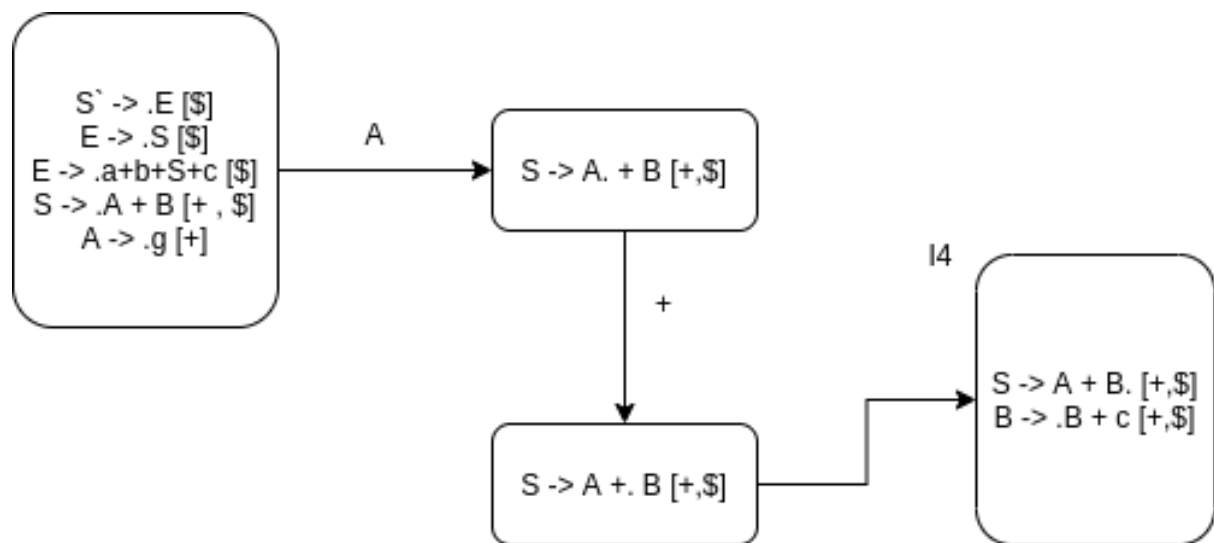 S` -> .E [$]
E -> .S [$]
E -> .a+b+S+c [$]
S -> .A + B [+ , $]
A -> .g [+]
A
S -> A. + B [+,$]
+
S -> A +. B [+,$]
I4
S -> A + B. [+,$]
B -> .B + c [+,$]